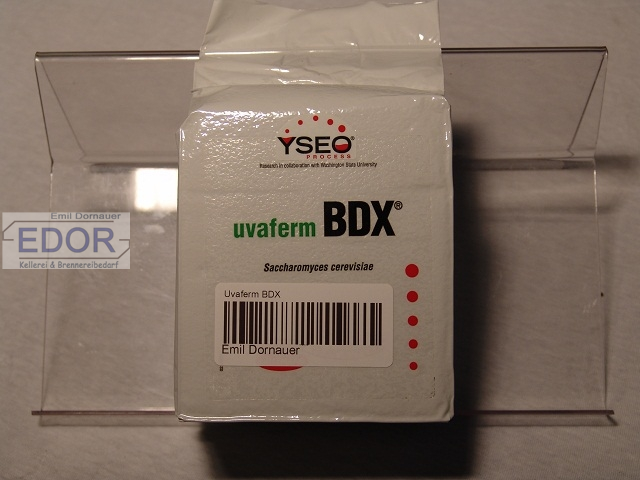 YSEO®
PROCESS
Research in collaboration with Washington State University
uvaferm BDX®
Saccharomyces cerevisiae
Uvaferm BDX
Emil Dornauer
Emil Dornauer
EDOR
Kellerei & Brennereibedarf